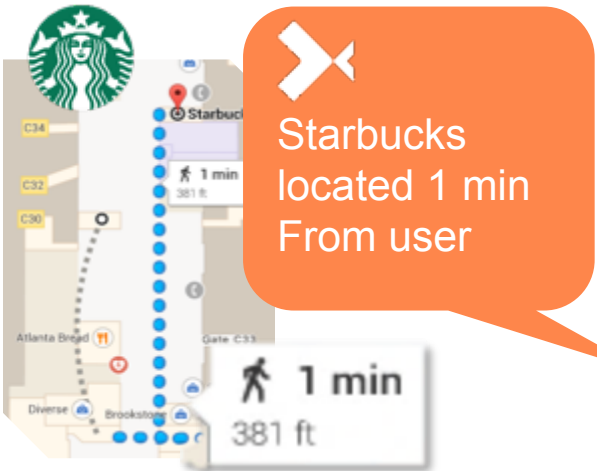 Starbucks
located 1 min
From user
Starbuc
C34
1 min
381 ft
C32
C30
Atlanta Bread
Gate C33
Diverse
Brookstone
1 min
381 ft